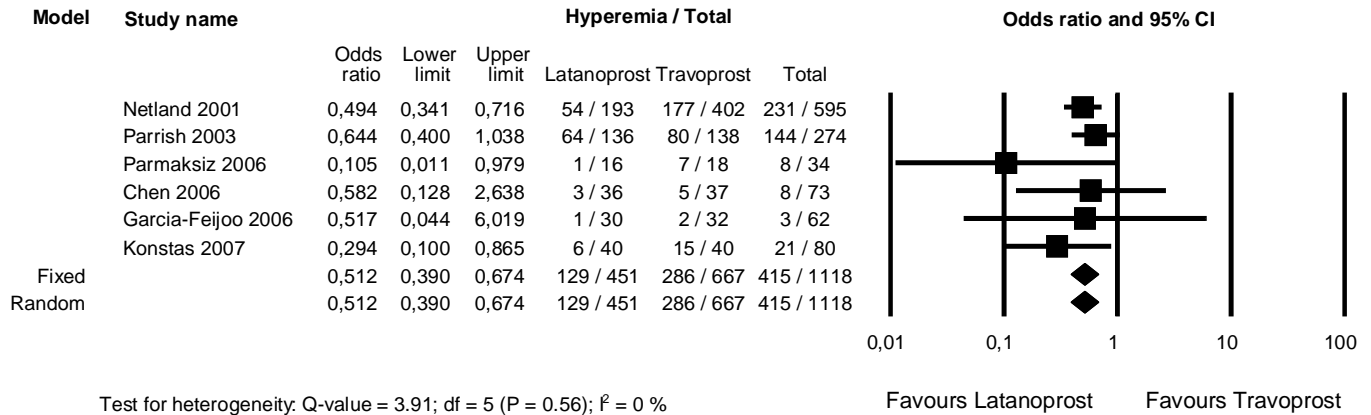 Model Study name Hyperemia / Total Odds ratio and 95% CI
Odds Lower Upper
ratio limit limit Latanoprost Travoprost Total
Netland 2001 0,494 0,341 0,716 54 / 193 177 / 402 231 / 595
Parrish 2003 0,644 0,400 1,038 64 / 136 80 / 138 144 / 274
Parmaksiz 2006 0,105 0,011 0,979 1 / 16 7 / 18 8 / 34
Chen 2006 0,582 0,128 2,638 3 / 36 5 / 37 8 / 73
Garcia-Feijoo 2006 0,517 0,044 6,019 1 / 30 2 / 32 3 / 62
Konstas 2007 0,294 0,100 0,865 6 / 40 15 / 40 21 / 80
Fixed 0,512 0,390 0,674 129 / 451 286 / 667 415 / 1118
Random 0,512 0,390 0,674 129 / 451 286 / 667 415 / 1118
0,01 0,1 1 10 100
Test for heterogeneity: Q-value = 3.91; df = 5 (P = 0.56); I² = 0 % Favours Latanoprost Favours Travoprost